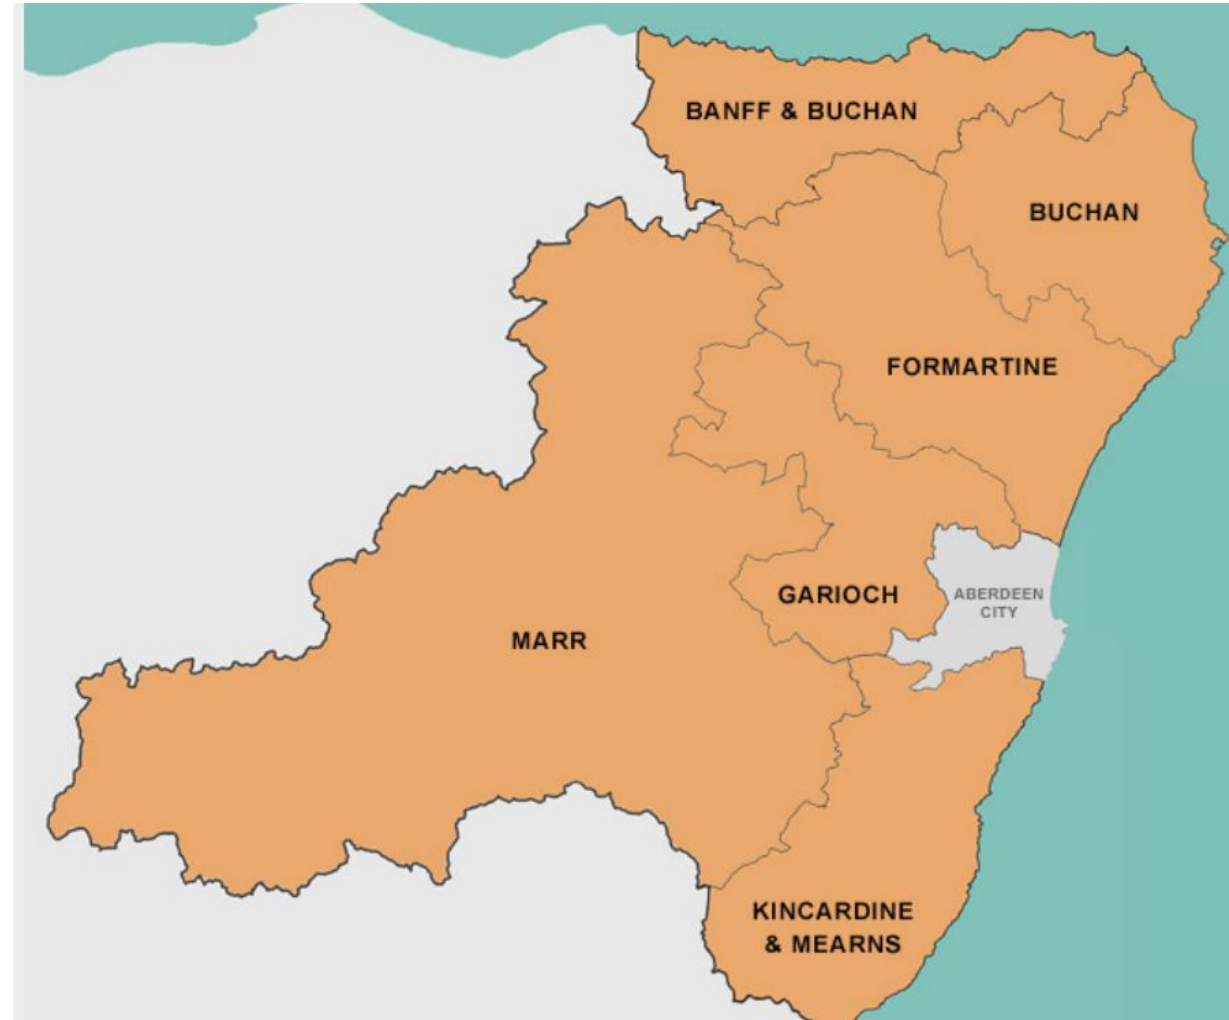 BANFF & BUCHAN
BUCHAN
FORMARTINE
GARIOCH
ABERDEEN
CITY
MARR
KINCARDINE
& MEARNS